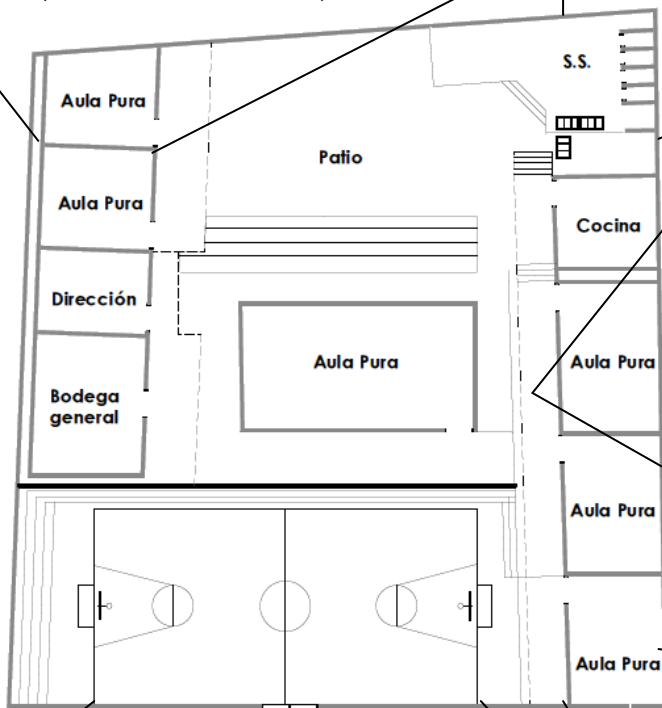 S.S.
Aula Pura
Patio
Aula Pura
Cocina
Dirección
Aula Pura
Aula Pura
Bodega
general
Aula Pura
Aula Pura